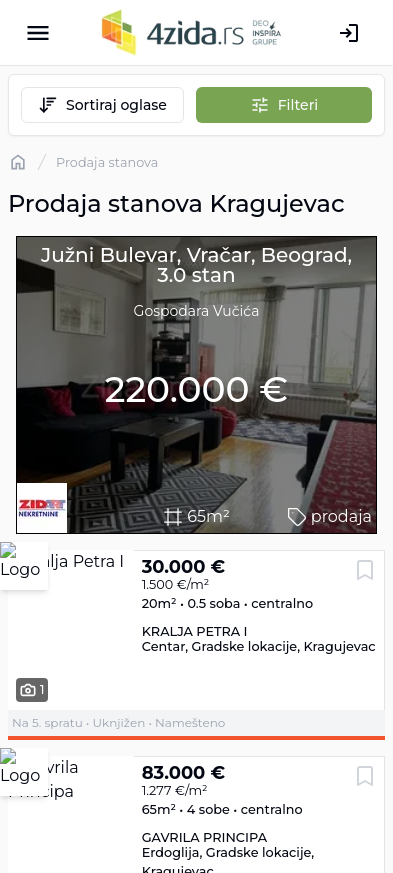 4zida.rs
DEO
INSPIRA
GRUPE
Sortiraj oglase
Filteri
/
Prodaja stanova
Prodaja stanova Kragujevac
Južni Bulevar, Vračar, Beograd,
3.0 stan
Gospodara Vučića
220.000 €
NEKRETNINE
65m²
prodaja
Logo
lja Petra I
1
30.000 €
1.500 €/m²
20m² • 0.5 soba • centralno
KRALJA PETRA I
Centar, Gradske lokacije, Kragujevac
Na 5. spratu • Uknjižen • Namešteno
Logo
vrila
Principa
83.000 €
1.277 €/m²
65m² • 4 sobe • centralno
GAVRILA PRINCIPA
Erdoglija, Gradske lokacije,
Kragujevac